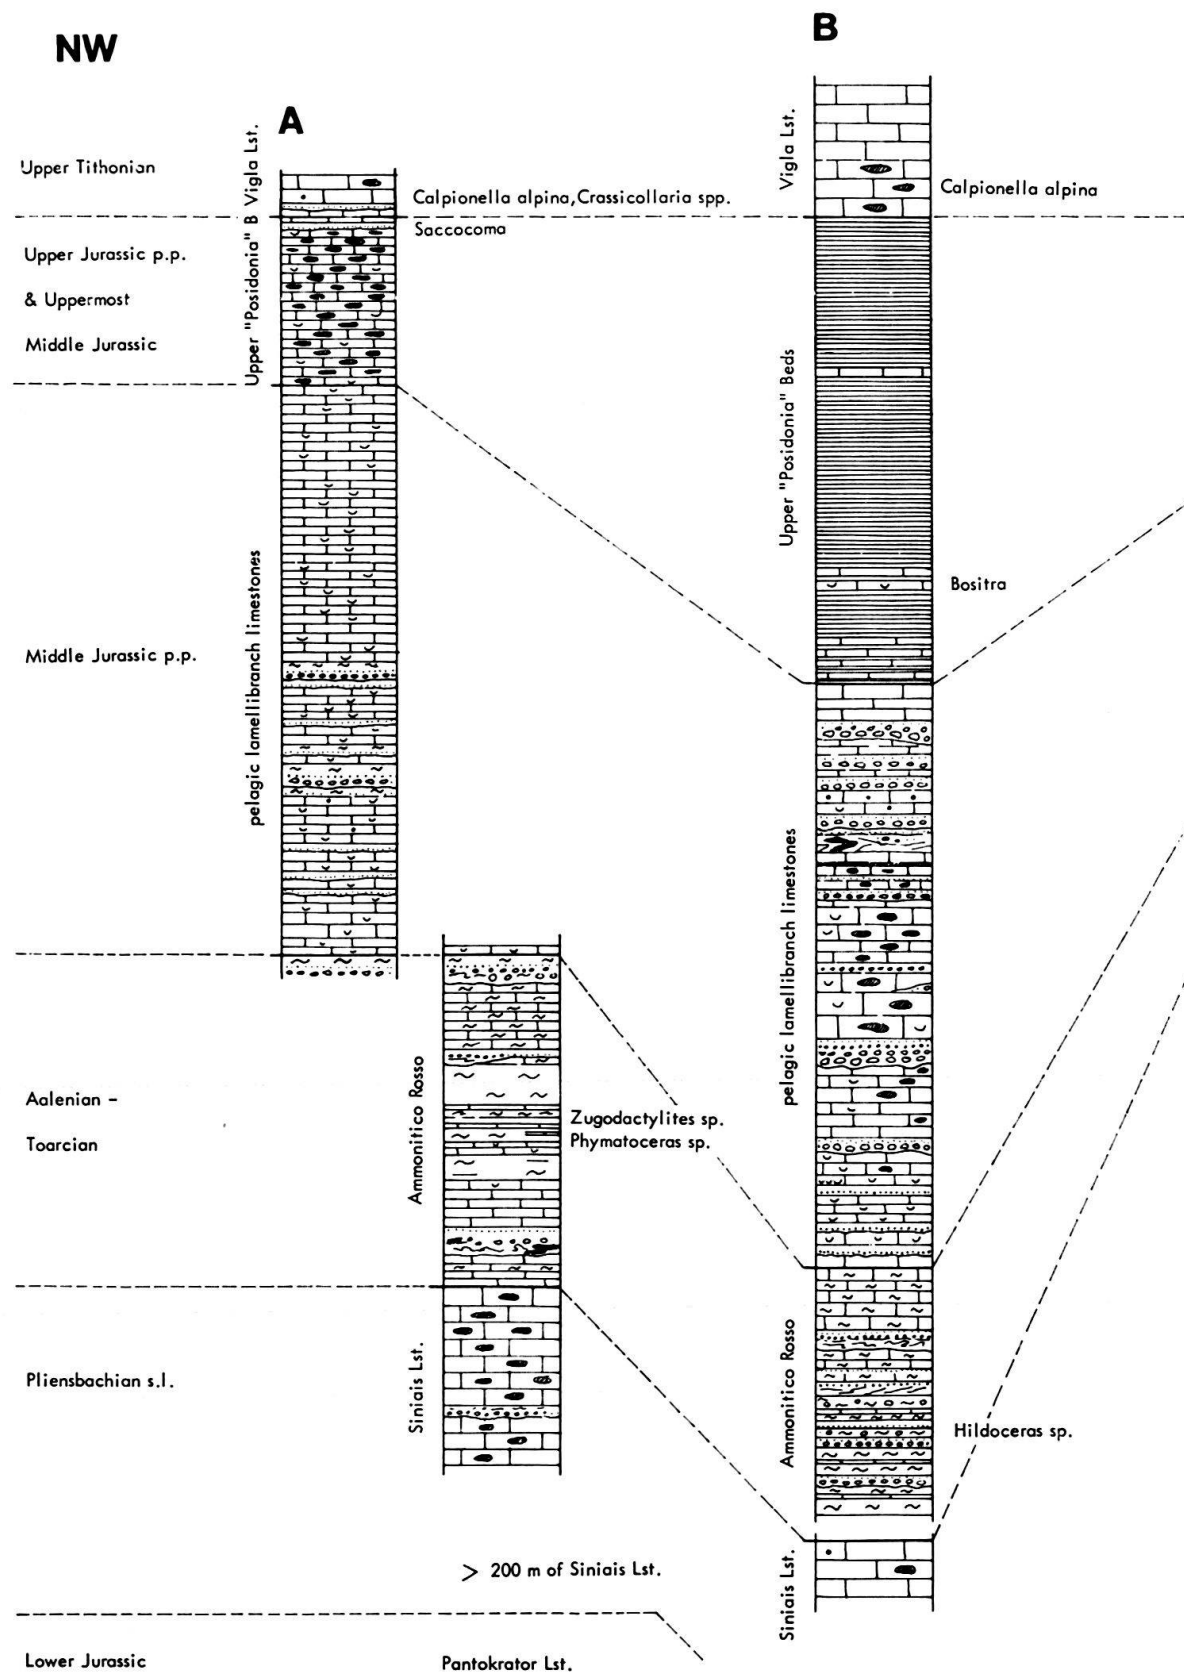 NW
B
A
Upper Tithonian
Vigla Lst.
Vigla Lst.
Calpionella alpina, Crassicollaria spp.
Calpionella alpina
Saccocoma
Upper Jurassic p.p.
& Uppermost
Middle Jurassic
Upper "Posidonia" B
Upper "Posidonia" Beds
Bositra
Middle Jurassic p.p.
pelagic lamellibranch limestones
pelagic lamellibranch limestones
Aalenian -
Toarcian
Ammonitico Rosso
Zugodactylites sp.
Phymatoceras sp.
Pliensbachian s.l.
Siniais Lst.
Ammonitico Rosso
Hildoceras sp.
> 200 m of Siniais Lst.
Siniais Lst.
Lower Jurassic
Pantokrator Lst.